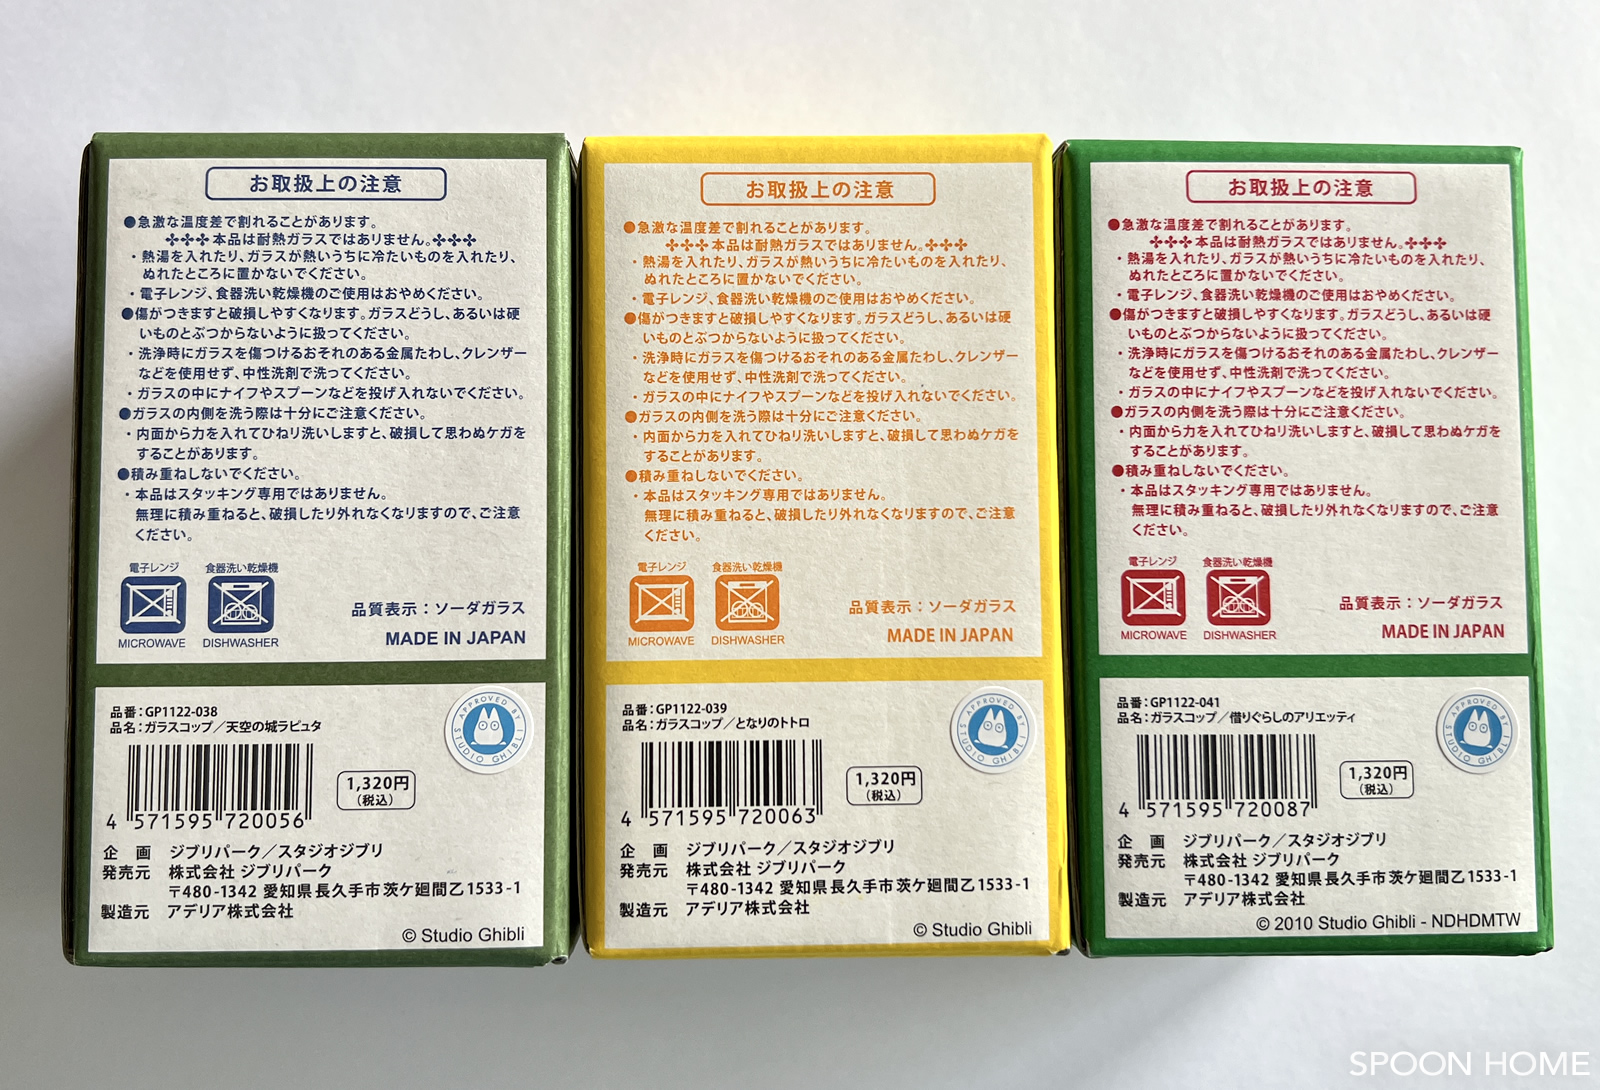 お取扱上の注意
●急激な温度差で割れることがあります。
✣✣✣本品は耐熱ガラスではありません。✣✣✣
・熱湯を入れたり、ガラスが熱いうちに冷たいものを入れたり、
ぬれたところに置かないでください。
・電子レンジ、食器洗い乾燥機のご使用はおやめください。
●傷がつきますと破損しやすくなります。ガラスどうし、あるいは硬
いものとぶつからないように扱ってください。
・洗浄時にガラスを傷つけるおそれのある金属たわし、クレンザー
などを使用せず、中性洗剤で洗ってください。
・ガラスの中にナイフやスプーンなどを投げ入れないでください。
●ガラスの内側を洗う際は十分にご注意ください。
・内面から力を入れてひねり洗いしますと、破損して思わぬケガを
することがあります。
●積み重ねしないでください。
・本品はスタッキング専用ではありません。
無理に積み重ねると、破損したり外れなくなりますので、ご注意
ください。
電子レンジ 食器洗い乾燥機
MICROWAVE DISHWASHER
品質表示：ソーダガラス
MADE IN JAPAN
品番：GP1122-038
品名：ガラスコップ／天空の城ラピュタ
APPROVED BY STUDIO GHIBLI
1,320円
（税込）
4 571595 720056
企　画　ジブリパーク／スタジオジブリ
発売元　株式会社 ジブリパーク
〒480-1342 愛知県長久手市茨ケ廻間乙1533-1
製造元　アデリア株式会社
© Studio Ghibli
お取扱上の注意
●急激な温度差で割れることがあります。
✣✣✣本品は耐熱ガラスではありません。✣✣✣
・熱湯を入れたり、ガラスが熱いうちに冷たいものを入れたり、
ぬれたところに置かないでください。
・電子レンジ、食器洗い乾燥機のご使用はおやめください。
●傷がつきますと破損しやすくなります。ガラスどうし、あるいは硬
いものとぶつからないように扱ってください。
・洗浄時にガラスを傷つけるおそれのある金属たわし、クレンザー
などを使用せず、中性洗剤で洗ってください。
・ガラスの中にナイフやスプーンなどを投げ入れないでください。
●ガラスの内側を洗う際は十分にご注意ください。
・内面から力を入れてひねり洗いしますと、破損して思わぬケガを
することがあります。
●積み重ねしないでください。
・本品はスタッキング専用ではありません。
無理に積み重ねると、破損したり外れなくなりますので、ご注意
ください。
電子レンジ 食器洗い乾燥機
MICROWAVE DISHWASHER
品質表示：ソーダガラス
MADE IN JAPAN
品番：GP1122-039
品名：ガラスコップ／となりのトトロ
APPROVED BY STUDIO GHIBLI
1,320円
（税込）
4 571595 720063
企　画　ジブリパーク／スタジオジブリ
発売元　株式会社 ジブリパーク
〒480-1342 愛知県長久手市茨ケ廻間乙1533-1
製造元　アデリア株式会社
© Studio Ghibli
お取扱上の注意
●急激な温度差で割れることがあります。
✣✣✣本品は耐熱ガラスではありません。✣✣✣
・熱湯を入れたり、ガラスが熱いうちに冷たいものを入れたり、
ぬれたところに置かないでください。
・電子レンジ、食器洗い乾燥機のご使用はおやめください。
●傷がつきますと破損しやすくなります。ガラスどうし、あるいは硬
いものとぶつからないように扱ってください。
・洗浄時にガラスを傷つけるおそれのある金属たわし、クレンザー
などを使用せず、中性洗剤で洗ってください。
・ガラスの中にナイフやスプーンなどを投げ入れないでください。
●ガラスの内側を洗う際は十分にご注意ください。
・内面から力を入れてひねり洗いしますと、破損して思わぬケガを
することがあります。
●積み重ねしないでください。
・本品はスタッキング専用ではありません。
無理に積み重ねると、破損したり外れなくなりますので、ご注意
ください。
電子レンジ 食器洗い乾燥機
MICROWAVE DISHWASHER
品質表示：ソーダガラス
MADE IN JAPAN
品番：GP1122-041
品名：ガラスコップ／借りぐらしのアリエッティ
APPROVED BY STUDIO GHIBLI
1,320円
（税込）
4 571595 720087
企　画　ジブリパーク／スタジオジブリ
発売元　株式会社 ジブリパーク
〒480-1342 愛知県長久手市茨ケ廻間乙1533-1
製造元　アデリア株式会社
© 2010 Studio Ghibli - NDHDMTW
SPOON HOME